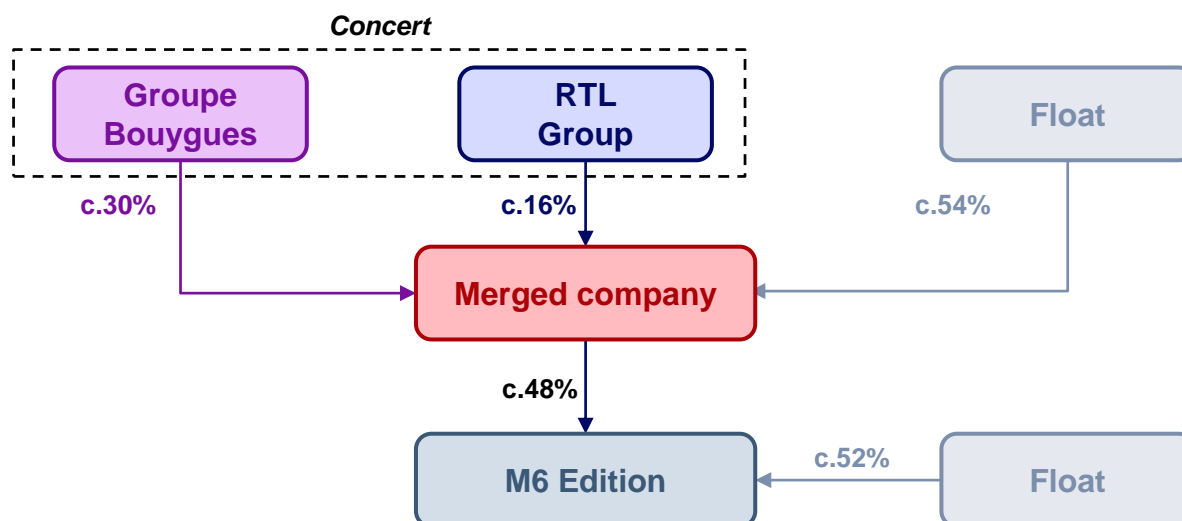 Concert
Groupe
Bouygues
RTL
Group
Float
c.30%
c.16%
c.54%
Merged company
c.48%
M6 Edition
c.52%
Float